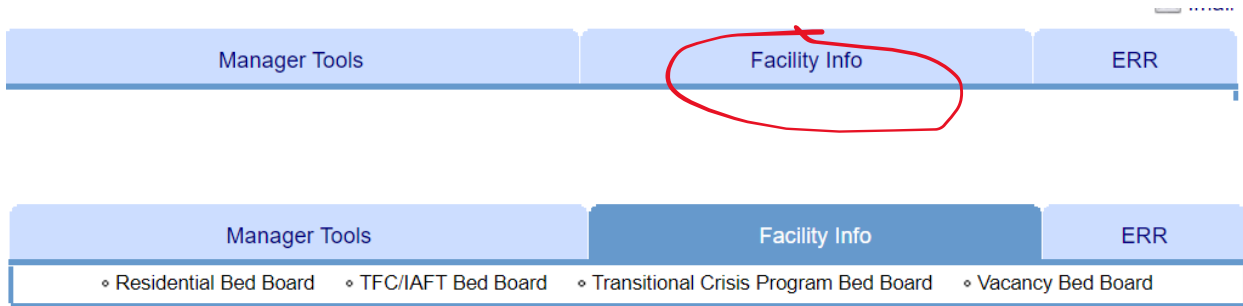 Manager Tools Facility Info ERR
Manager Tools Facility Info ERR
Residential Bed Board TFC/IAFT Bed Board Transitional Crisis Program Bed Board Vacancy Bed Board